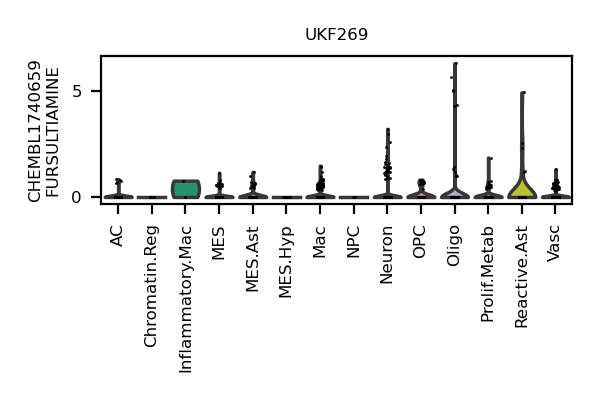 UKF269
CHEMBL1740659
FURSULTIAMINE
5
0
AC
Chromatin.Reg
Inflammatory.Mac
MES
MES.Ast
MES.Hyp
Mac
NPC
Neuron
OPC
Oligo
Prolif.Metab
Reactive.Ast
Vasc